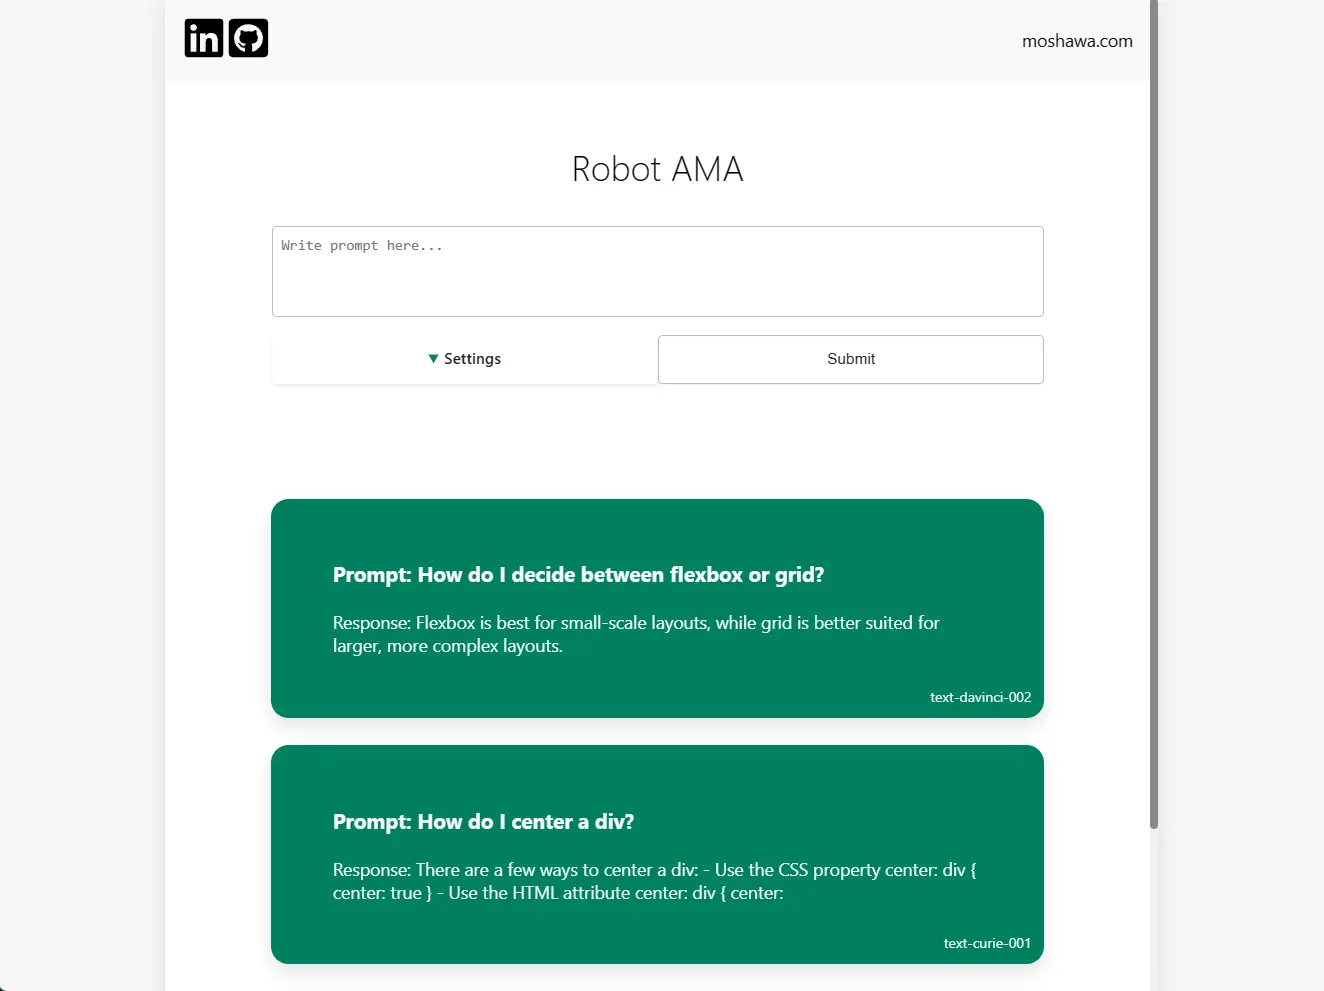 in
moshawa.com
Robot AMA
Write prompt here...
▼ Settings
Submit
Prompt: How do I decide between flexbox or grid?
Response: Flexbox is best for small-scale layouts, while grid is better suited for
larger, more complex layouts.
text-davinci-002
Prompt: How do I center a div?
Response: There are a few ways to center a div: - Use the CSS property center: div {
center: true } - Use the HTML attribute center: div { center:
text-curie-001